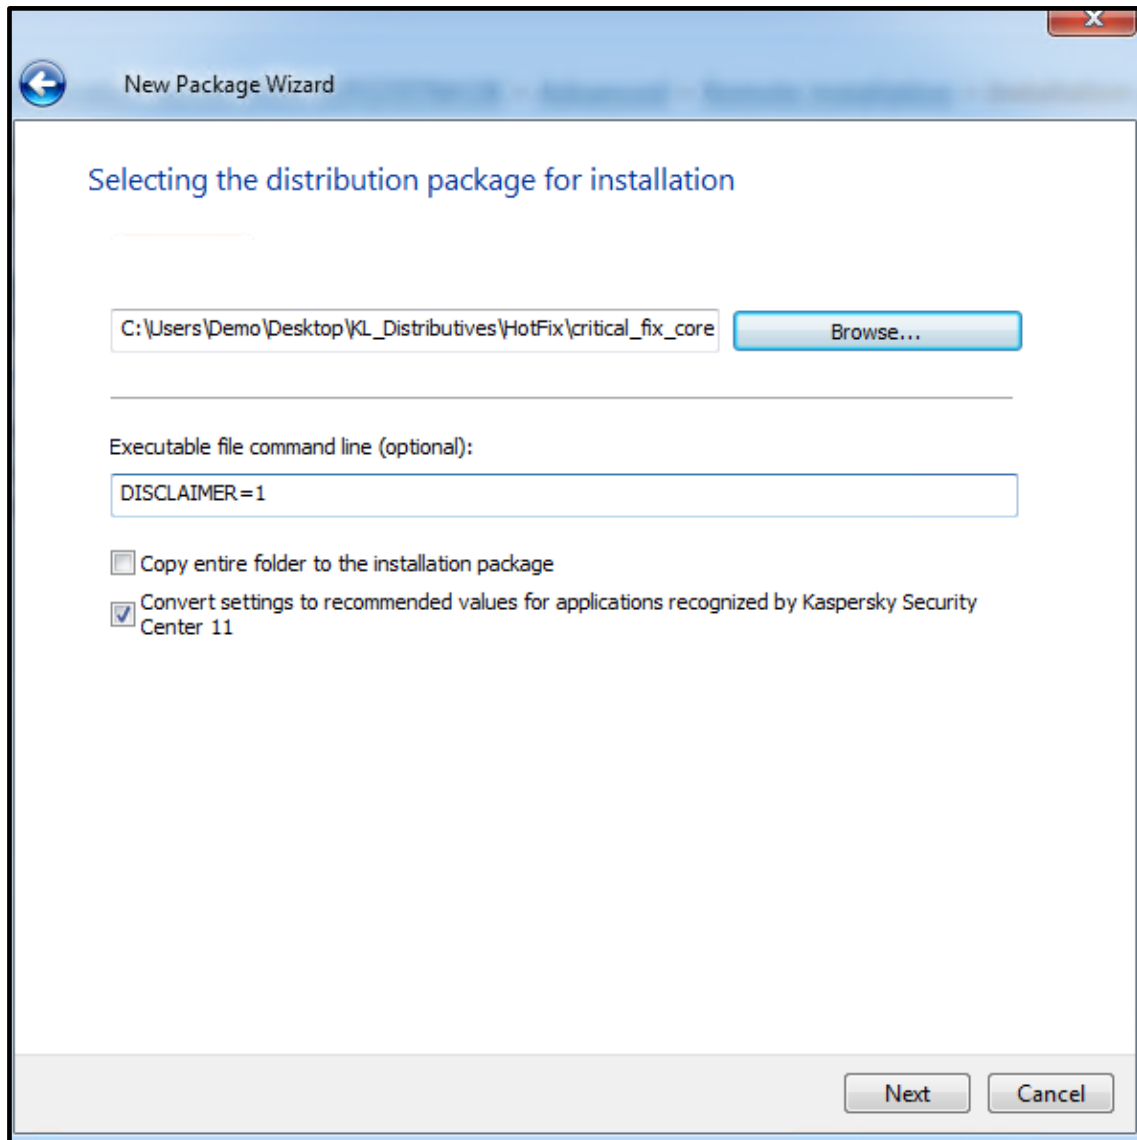 X
New Package Wizard
Selecting the distribution package for installation
C:\Users\Demo\Desktop\KL_Distributives\HotFix\critical_fix_core
Browse...
Executable file command line (optional):
DISCLAIMER=1
Copy entire folder to the installation package
Convert settings to recommended values for applications recognized by Kaspersky Security
Center 11
Next
Cancel